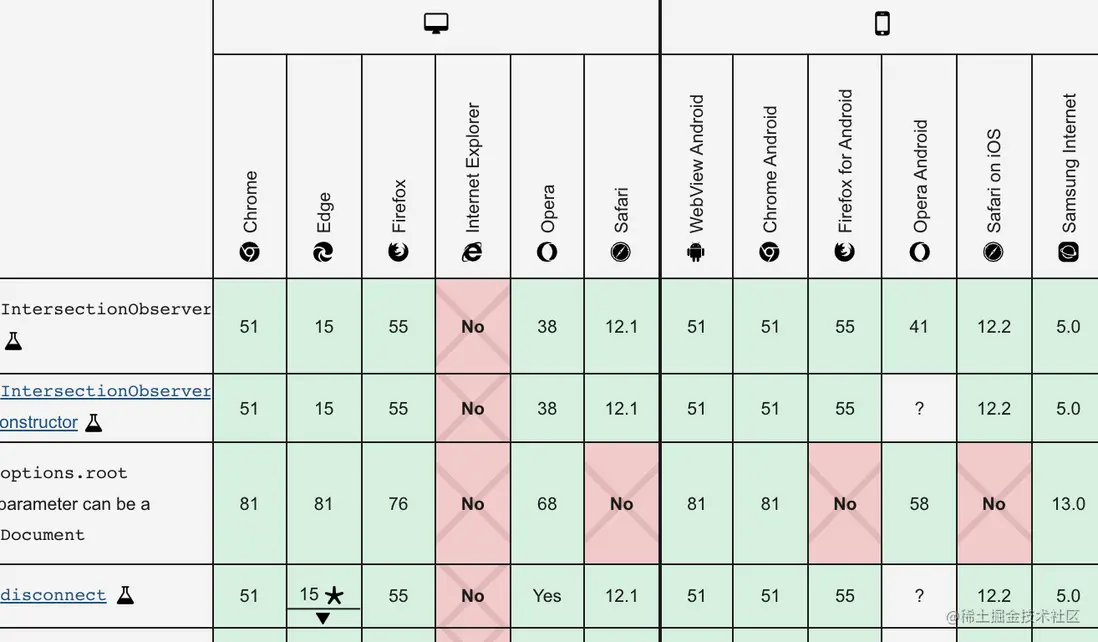 Chrome
Edge
Firefox
Internet Explorer
Opera
Safari
WebView Android
Chrome Android
Firefox for Android
Opera Android
Safari on iOS
Samsung Internet
IntersectionObserver 51 15 55 No 38 12.1 51 51 55 41 12.2 5.0
IntersectionObserver
onstructor 51 15 55 No 38 12.1 51 51 55 ? 12.2 5.0
options.root
parameter can be a 81 81 76 No 68 No 81 81 No 58 No 13.0
Document
disconnect 51 15 55 No Yes 12.1 51 51 55 ? 12.2 5.0
@稀土掘金技术社区